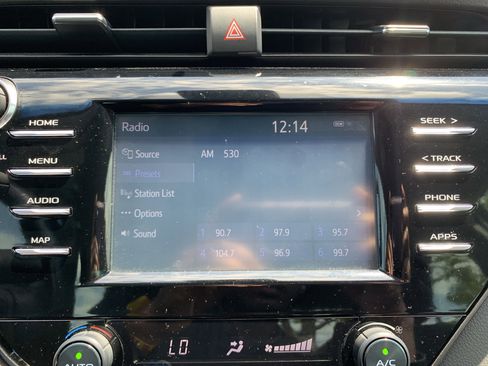 Radio 12:14
Source AM 530
Presets
Station List
Options
Sound
1 90.7 2 97.9 3 95.7
4 104.7 5 96.9 6 99.7
HOME
MENU
AUDIO
MAP
SEEK >
< TRACK
PHONE
APPS
LO
AUTO
A/C